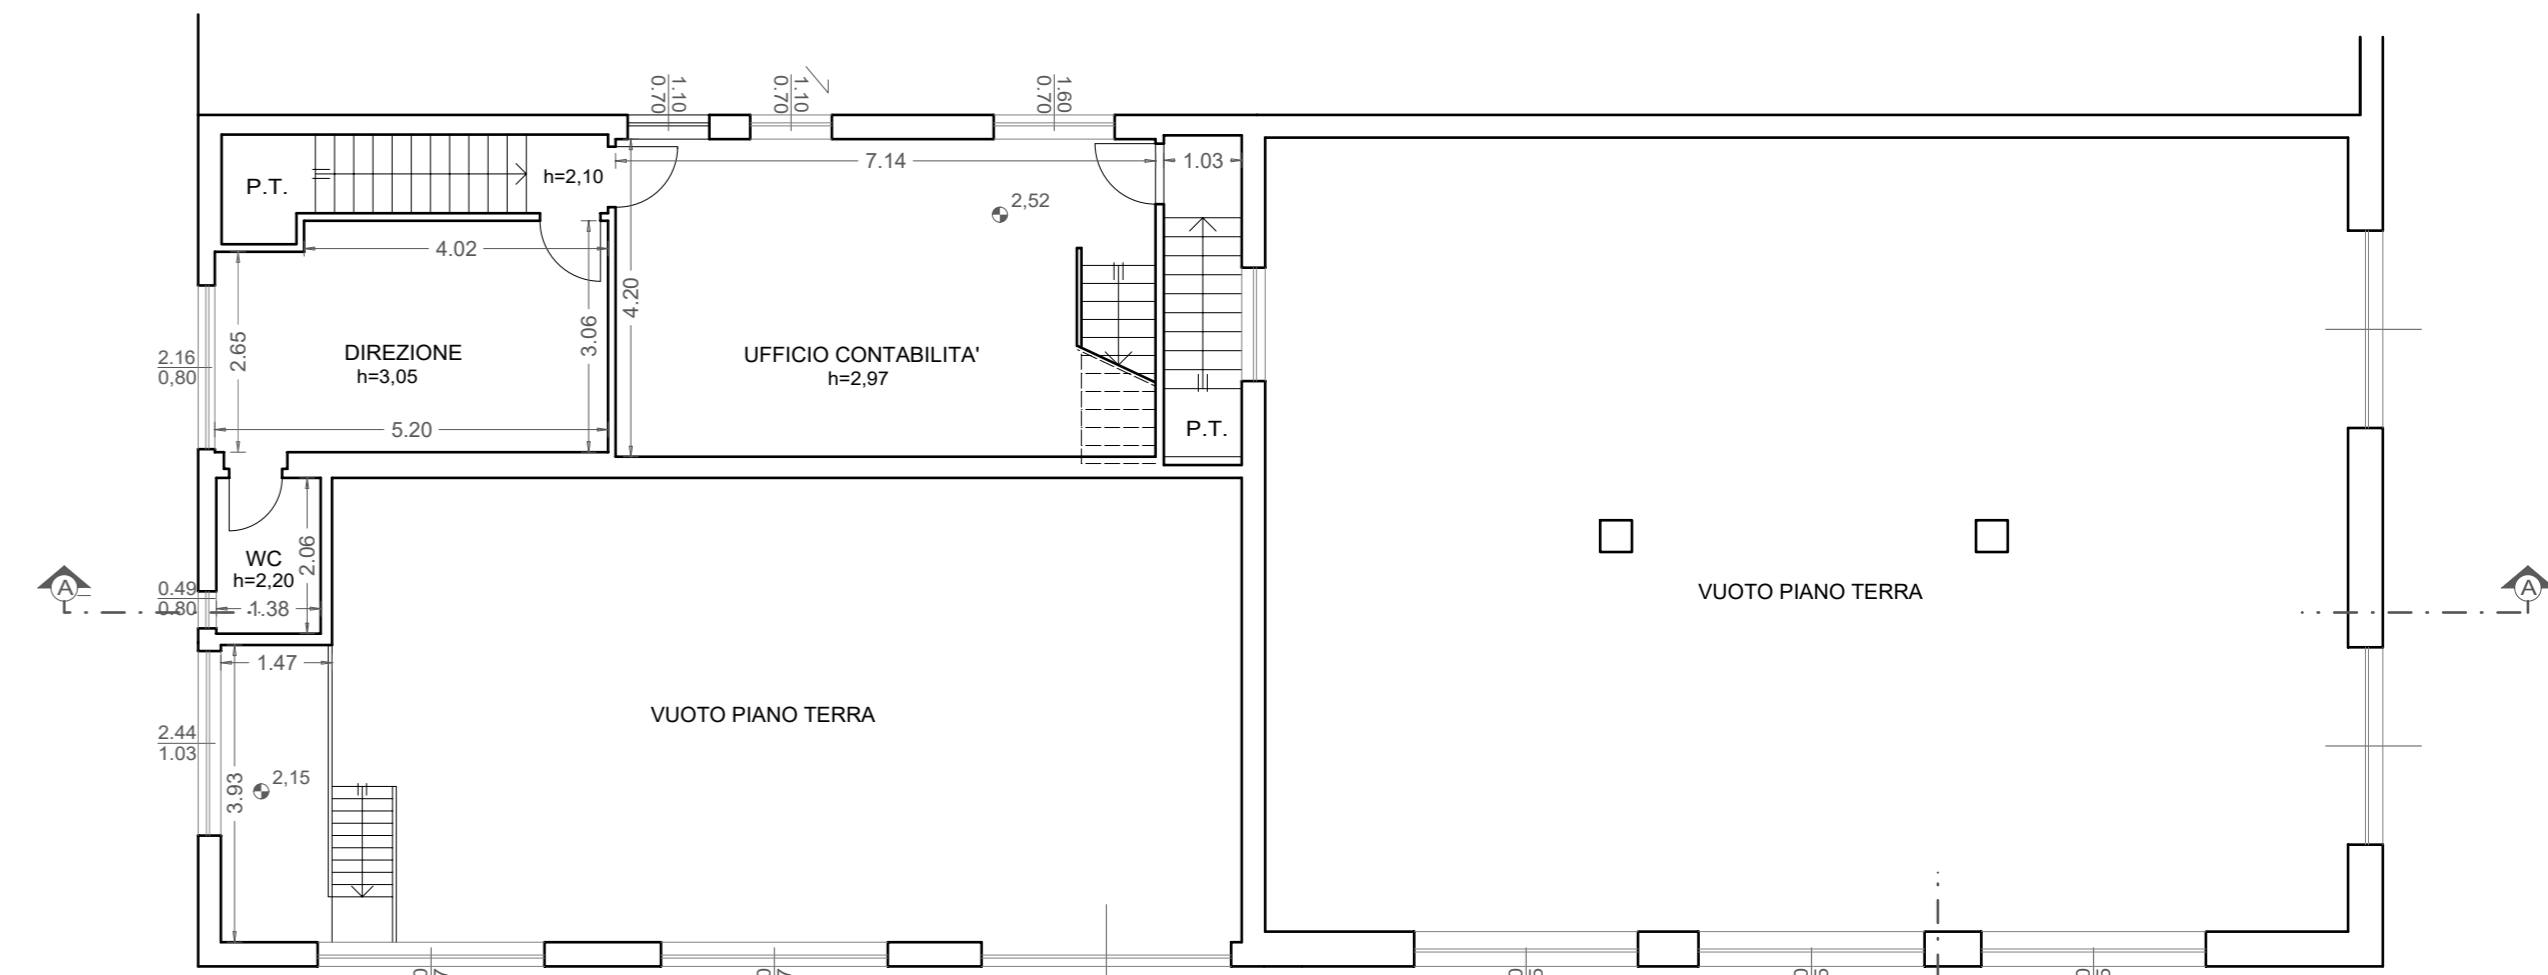 1.10
0.70
1.10
0.70
1.60
0.70
P.T.
h=2,10
7.14
1.03
2,52
4.02
4.20
3.06
2.65
DIREZIONE
h=3,05
UFFICIO CONTABILITA'
h=2,97
2.16
0,80
5.20
P.T.
WC
h=2,20
2.06
0.49
0.80
1.38
A
VUOTO PIANO TERRA
A
1.47
VUOTO PIANO TERRA
2.44
1.03
3.93
2,15